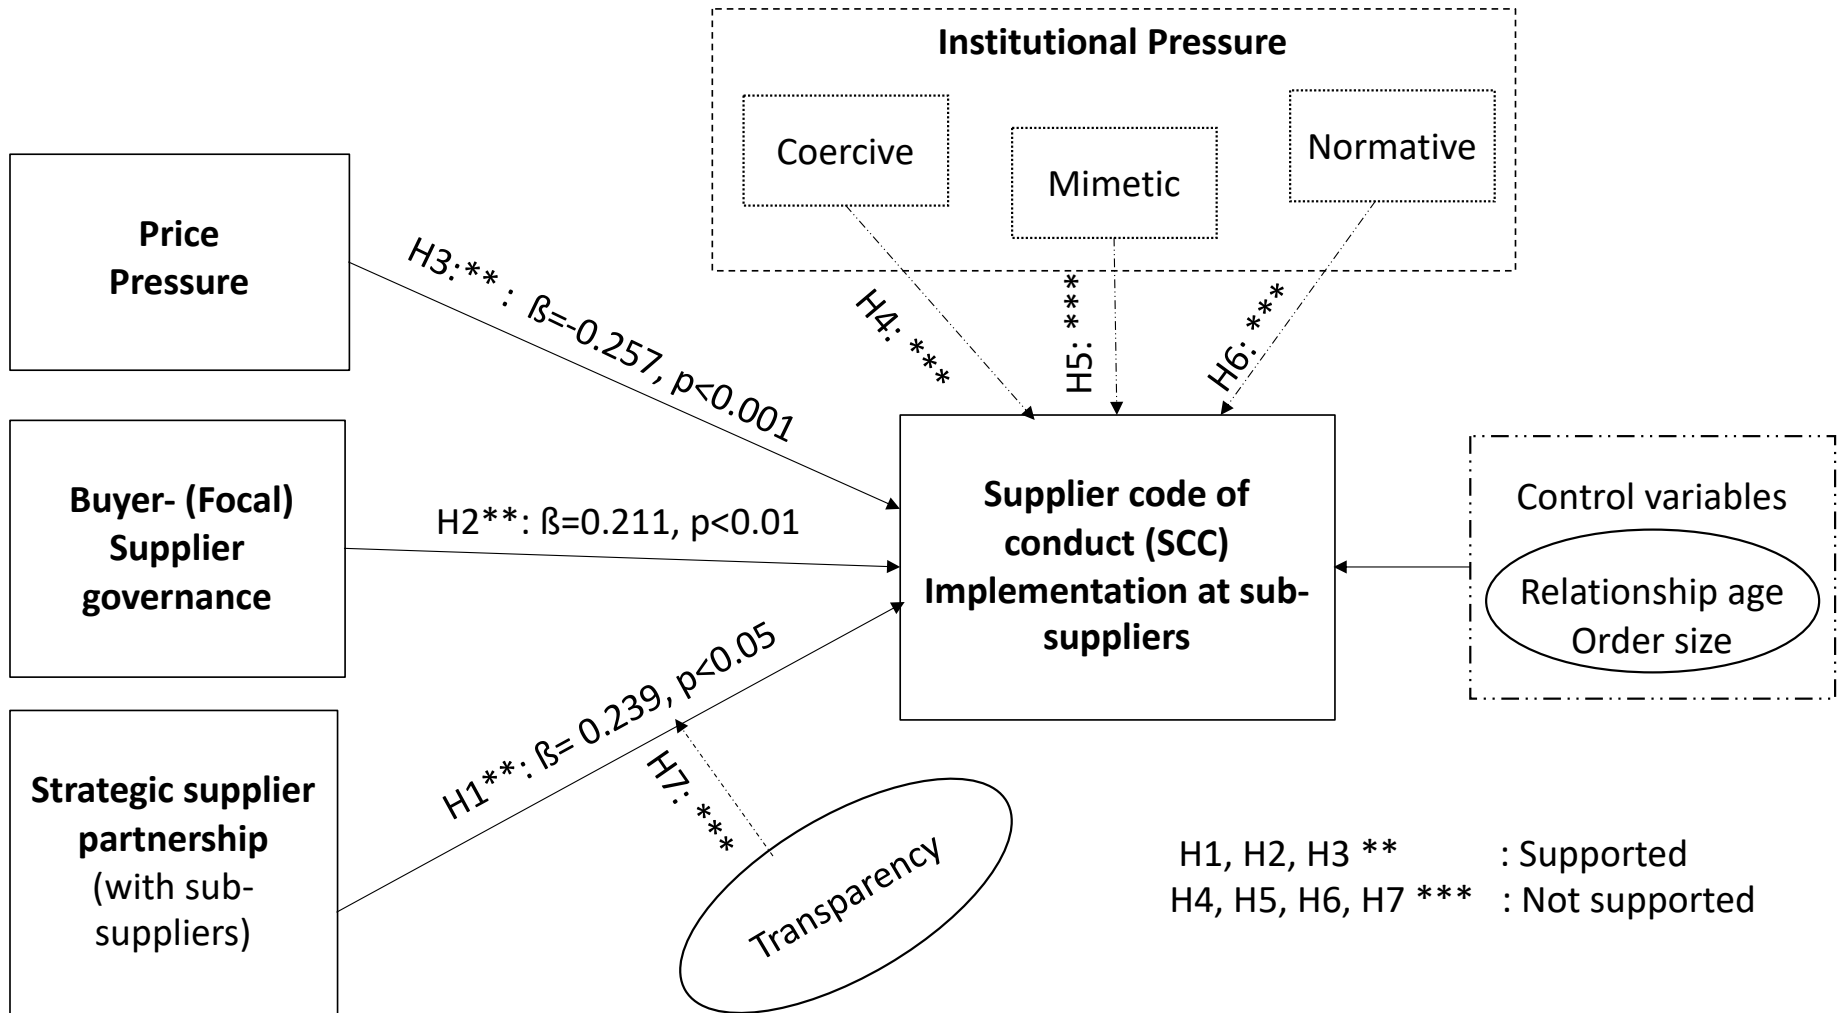 Institutional Pressure
Coercive
Mimetic
Normative
Price
Pressure
H3:** : ß=-0.257, p<0.001
H4: ***
H5: ***
H6: ***
Buyer- (Focal)
Supplier
governance
H2**: ß=0.211, p<0.01
Supplier code of
conduct (SCC)
Implementation at sub-
suppliers
Control variables
Relationship age
Order size
Strategic supplier
partnership
(with sub-
suppliers)
H1**: ß= 0.239, p<0.05
H7: ***
Transparency
H1, H2, H3 ** : Supported
H4, H5, H6, H7 *** : Not supported